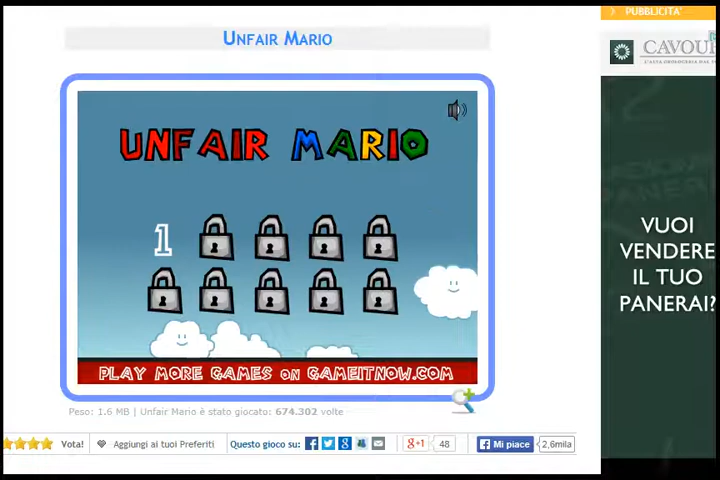 PUBBLICITA'
UNFAIR MARIO
CAVOUR
UNFAIR MARIO
1
VUOI
VENDERE
IL TUO
PANERAI?
PLAY MORE GAMES ON GAMEITNOW.COM
Peso: 1.6 MB | Unfair Mario è stato giocato: 674.302 volte
Vota! Aggiungi ai tuoi Preferiti Questo gioco su: g+1 48 Mi piace 2,6mila